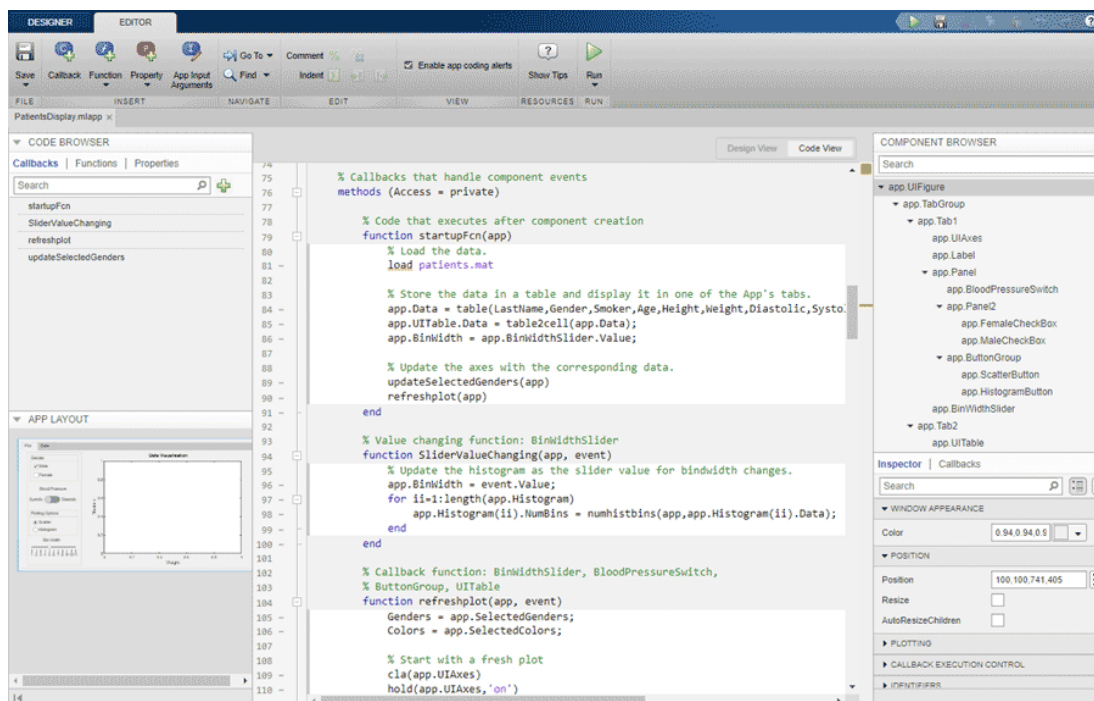 DESIGNER EDITOR
Save Callback Function Property App Input Arguments
Go To
Find
Comment
Indent
Enable app coding alerts
Show Tips
Run
FILE INSERT NAVIGATE EDIT VIEW RESOURCES RUN
PatientsDisplay.mlapp ×
CODE BROWSER
Callbacks | Functions | Properties
Search
startupFcn
SliderValueChanging
refreshplot
updateSelectedGenders
APP LAYOUT
Data Visualization
Weight
Design View Code View
74
75 % Callbacks that handle component events
76 methods (Access = private)
77
78 % Code that executes after component creation
79 function startupFcn(app)
80 % Load the data.
81 – load patients.mat
82
83 % Store the data in a table and display it in one of the App's tabs.
84 – app.Data = table(LastName,Gender,Smoker,Age,Height,Weight,Diastolic,Systol
85 – app.UITable.Data = table2cell(app.Data);
86 – app.BinWidth = app.BinWidthSlider.Value;
87
88 % Update the axes with the corresponding data.
89 – updateSelectedGenders(app)
90 – refreshplot(app)
91 – end
92
93 % Value changing function: BinWidthSlider
94 function SliderValueChanging(app, event)
95 % Update the histogram as the slider value for bindwidth changes.
96 – app.BinWidth = event.Value;
97 – for ii=1:length(app.Histogram)
98 – app.Histogram(ii).NumBins = numhistbins(app,app.Histogram(ii).Data);
99 – end
100 – end
101
102 % Callback function: BinWidthSlider, BloodPressureSwitch,
103 % ButtonGroup, UITable
104 function refreshplot(app, event)
105 – Genders = app.SelectedGenders;
106 – Colors = app.SelectedColors;
107
108 % Start with a fresh plot
109 – cla(app.UIAxes)
110 – hold(app.UIAxes,'on')
COMPONENT BROWSER
Search
app.UIFigure
app.TabGroup
app.Tab1
app.UIAxes
app.Label
app.Panel
app.BloodPressureSwitch
app.Panel2
app.FemaleCheckBox
app.MaleCheckBox
app.ButtonGroup
app.ScatterButton
app.HistogramButton
app.BinWidthSlider
app.Tab2
app.UITable
Inspector | Callbacks
Search
WINDOW APPEARANCE
Color 0.94,0.94,0.9
POSITION
Position 100,100,741,405
Resize
AutoResizeChildren
PLOTTING
CALLBACK EXECUTION CONTROL
IDENTIFIERS